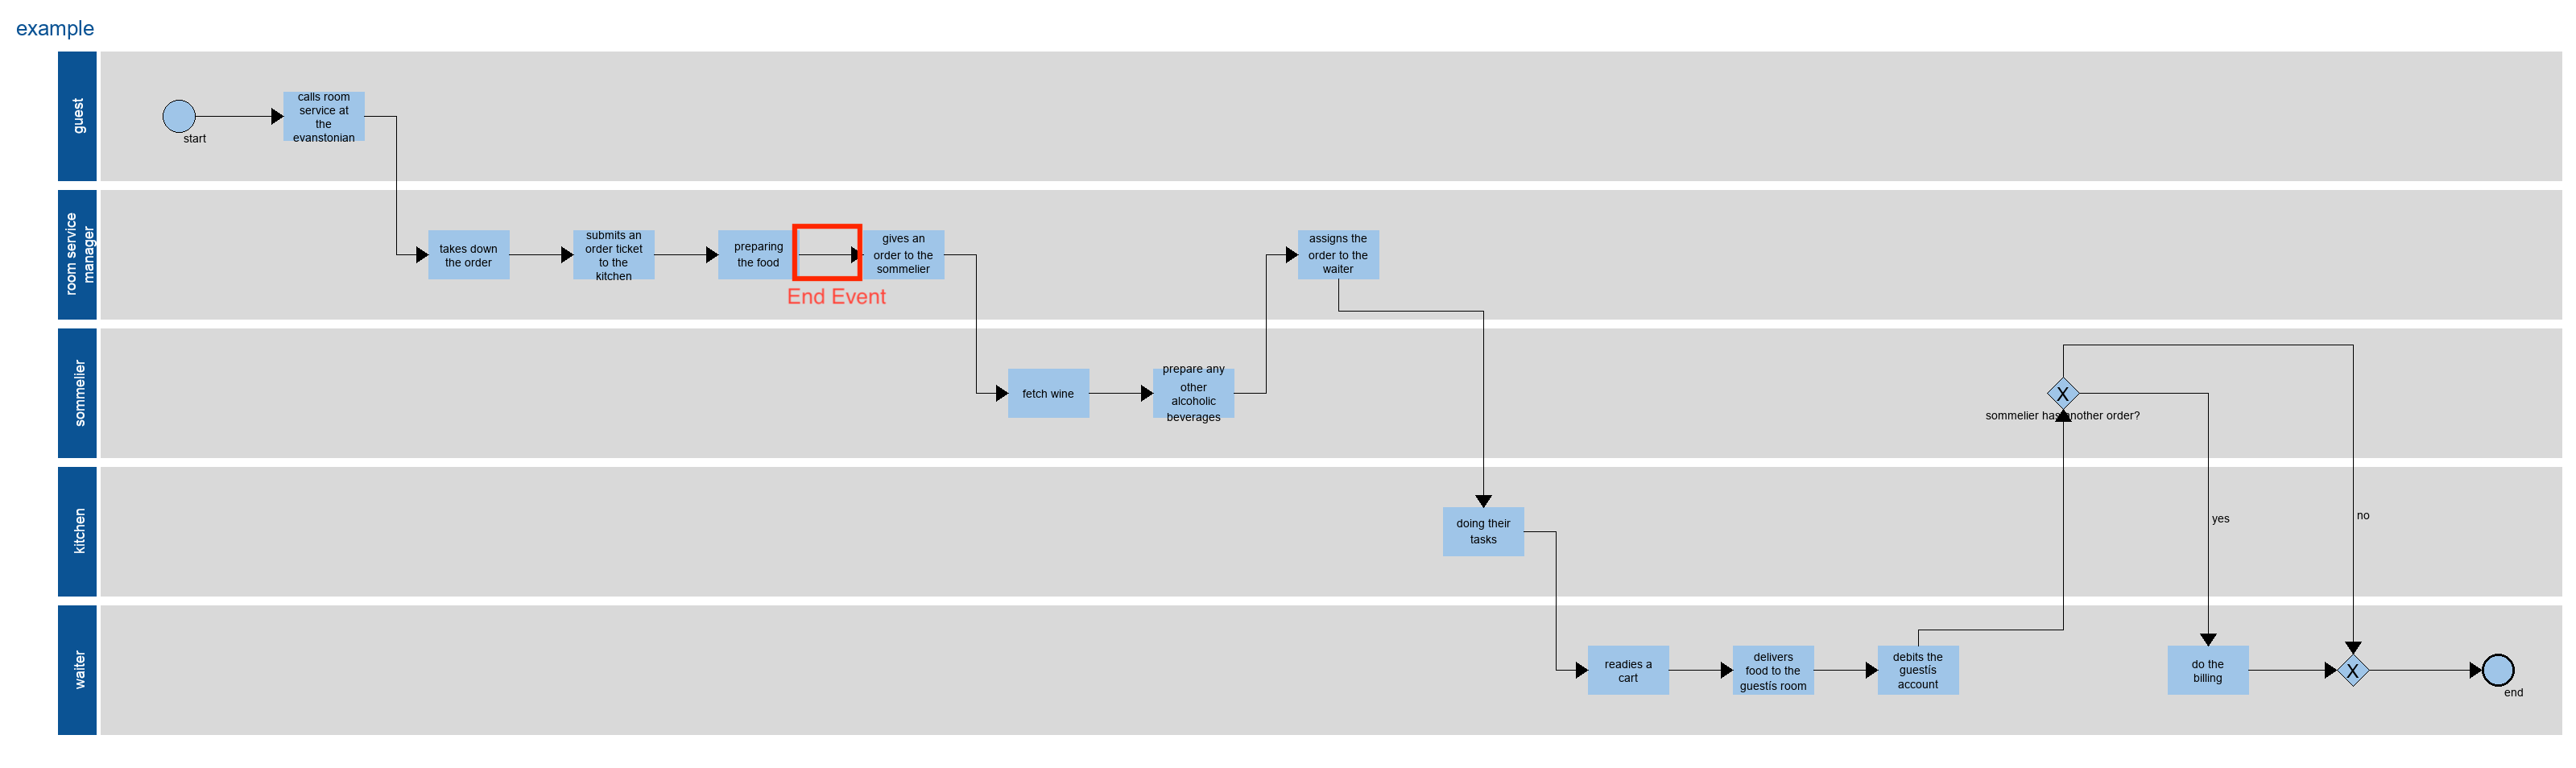 example
guest
start
calls room
service at
the
evanstonian
room service
manager
takes down
the order
submits an
order ticket
to the
kitchen
preparing
the food
End Event
gives an
order to the
sommelier
assigns the
order to the
waiter
sommelier
fetch wine
prepare any
other
alcoholic
beverages
X
sommelier has another order?
kitchen
doing their
tasks
yes
no
waiter
readies a
cart
delivers
food to the
guestís room
debits the
guestís
account
do the
billing
X
end